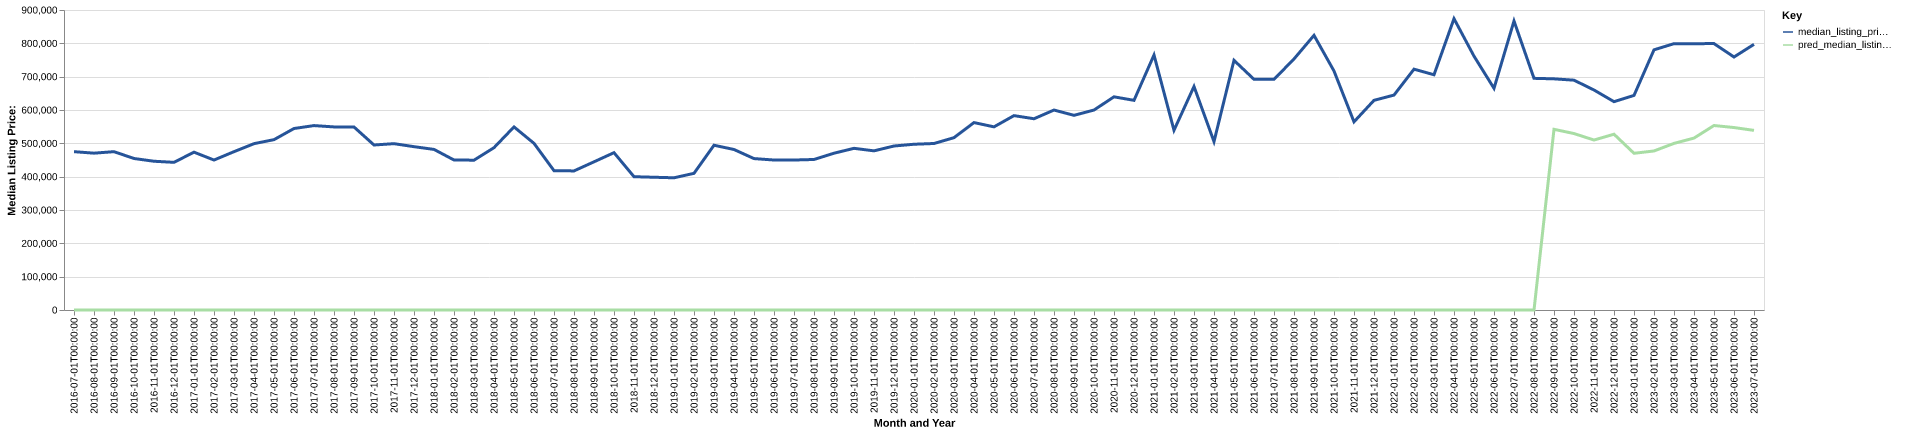 900,000
800,000
700,000
600,000
500,000
400,000
300,000
200,000
100,000
0
Median Listing Price:
2016-07-01T00:00:00
2016-08-01T00:00:00
2016-09-01T00:00:00
2016-10-01T00:00:00
2016-11-01T00:00:00
2016-12-01T00:00:00
2017-01-01T00:00:00
2017-02-01T00:00:00
2017-03-01T00:00:00
2017-04-01T00:00:00
2017-05-01T00:00:00
2017-06-01T00:00:00
2017-07-01T00:00:00
2017-08-01T00:00:00
2017-09-01T00:00:00
2017-10-01T00:00:00
2017-11-01T00:00:00
2017-12-01T00:00:00
2018-01-01T00:00:00
2018-02-01T00:00:00
2018-03-01T00:00:00
2018-04-01T00:00:00
2018-05-01T00:00:00
2018-06-01T00:00:00
2018-07-01T00:00:00
2018-08-01T00:00:00
2018-09-01T00:00:00
2018-10-01T00:00:00
2018-11-01T00:00:00
2018-12-01T00:00:00
2019-01-01T00:00:00
2019-02-01T00:00:00
2019-03-01T00:00:00
2019-04-01T00:00:00
2019-05-01T00:00:00
2019-06-01T00:00:00
2019-07-01T00:00:00
2019-08-01T00:00:00
2019-09-01T00:00:00
2019-10-01T00:00:00
2019-11-01T00:00:00
2019-12-01T00:00:00
2020-01-01T00:00:00
2020-02-01T00:00:00
2020-03-01T00:00:00
2020-04-01T00:00:00
2020-05-01T00:00:00
2020-06-01T00:00:00
2020-07-01T00:00:00
2020-08-01T00:00:00
2020-09-01T00:00:00
2020-10-01T00:00:00
2020-11-01T00:00:00
2020-12-01T00:00:00
2021-01-01T00:00:00
2021-02-01T00:00:00
2021-03-01T00:00:00
2021-04-01T00:00:00
2021-05-01T00:00:00
2021-06-01T00:00:00
2021-07-01T00:00:00
2021-08-01T00:00:00
2021-09-01T00:00:00
2021-10-01T00:00:00
2021-11-01T00:00:00
2021-12-01T00:00:00
2022-01-01T00:00:00
2022-02-01T00:00:00
2022-03-01T00:00:00
2022-04-01T00:00:00
2022-05-01T00:00:00
2022-06-01T00:00:00
2022-07-01T00:00:00
2022-08-01T00:00:00
2022-09-01T00:00:00
2022-10-01T00:00:00
2022-11-01T00:00:00
2022-12-01T00:00:00
2023-01-01T00:00:00
2023-02-01T00:00:00
2023-03-01T00:00:00
2023-04-01T00:00:00
2023-05-01T00:00:00
2023-06-01T00:00:00
2023-07-01T00:00:00
Month and Year
Key
median_listing_pri…
pred_median_listin…